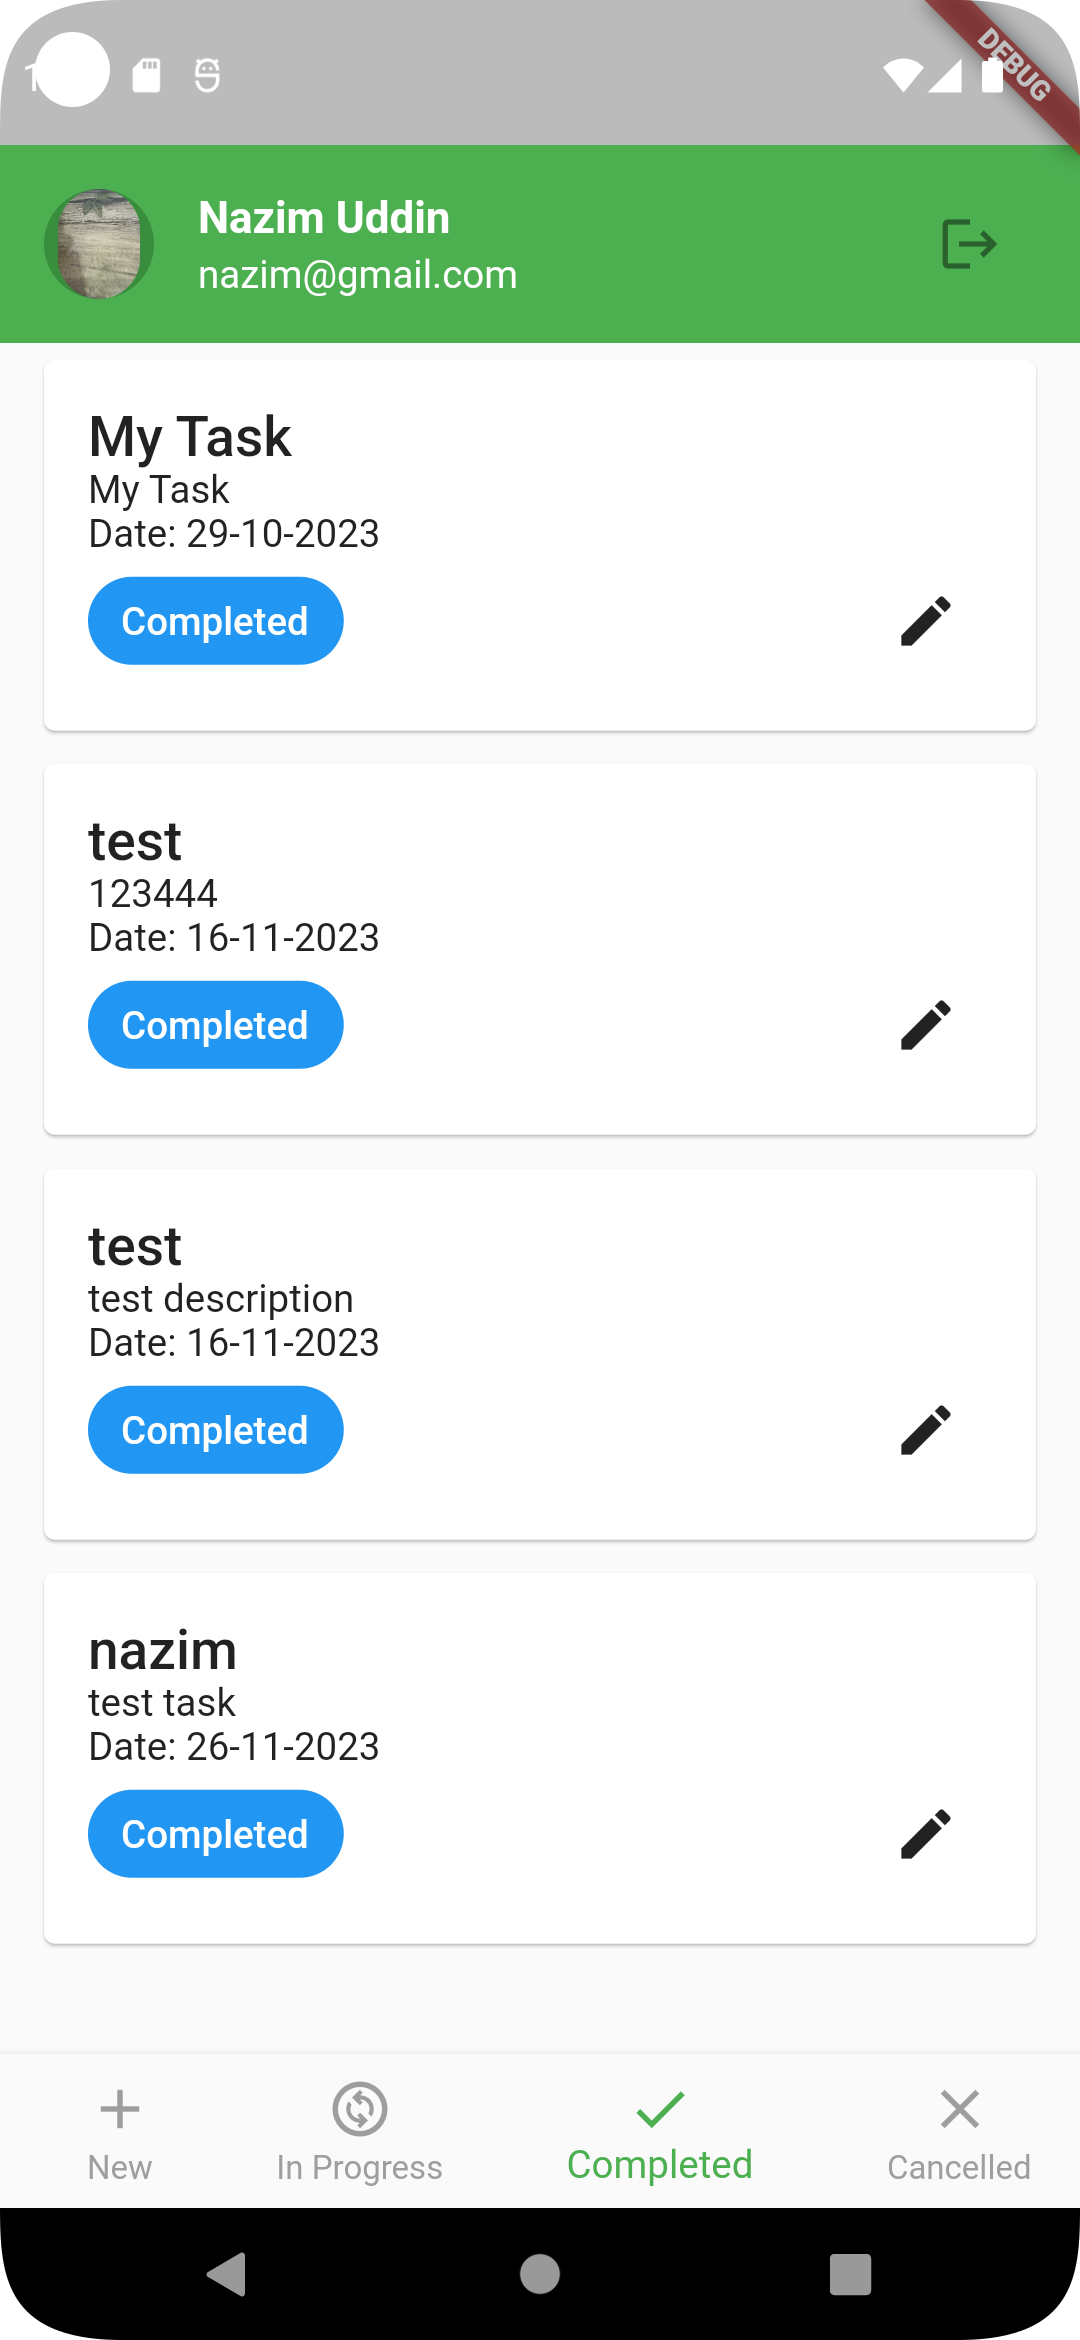 DEBUG
Nazim Uddin
nazim@gmail.com
My Task
My Task
Date: 29-10-2023
Completed
test
123444
Date: 16-11-2023
Completed
test
test description
Date: 16-11-2023
Completed
nazim
test task
Date: 26-11-2023
Completed
New
In Progress
Completed
Cancelled